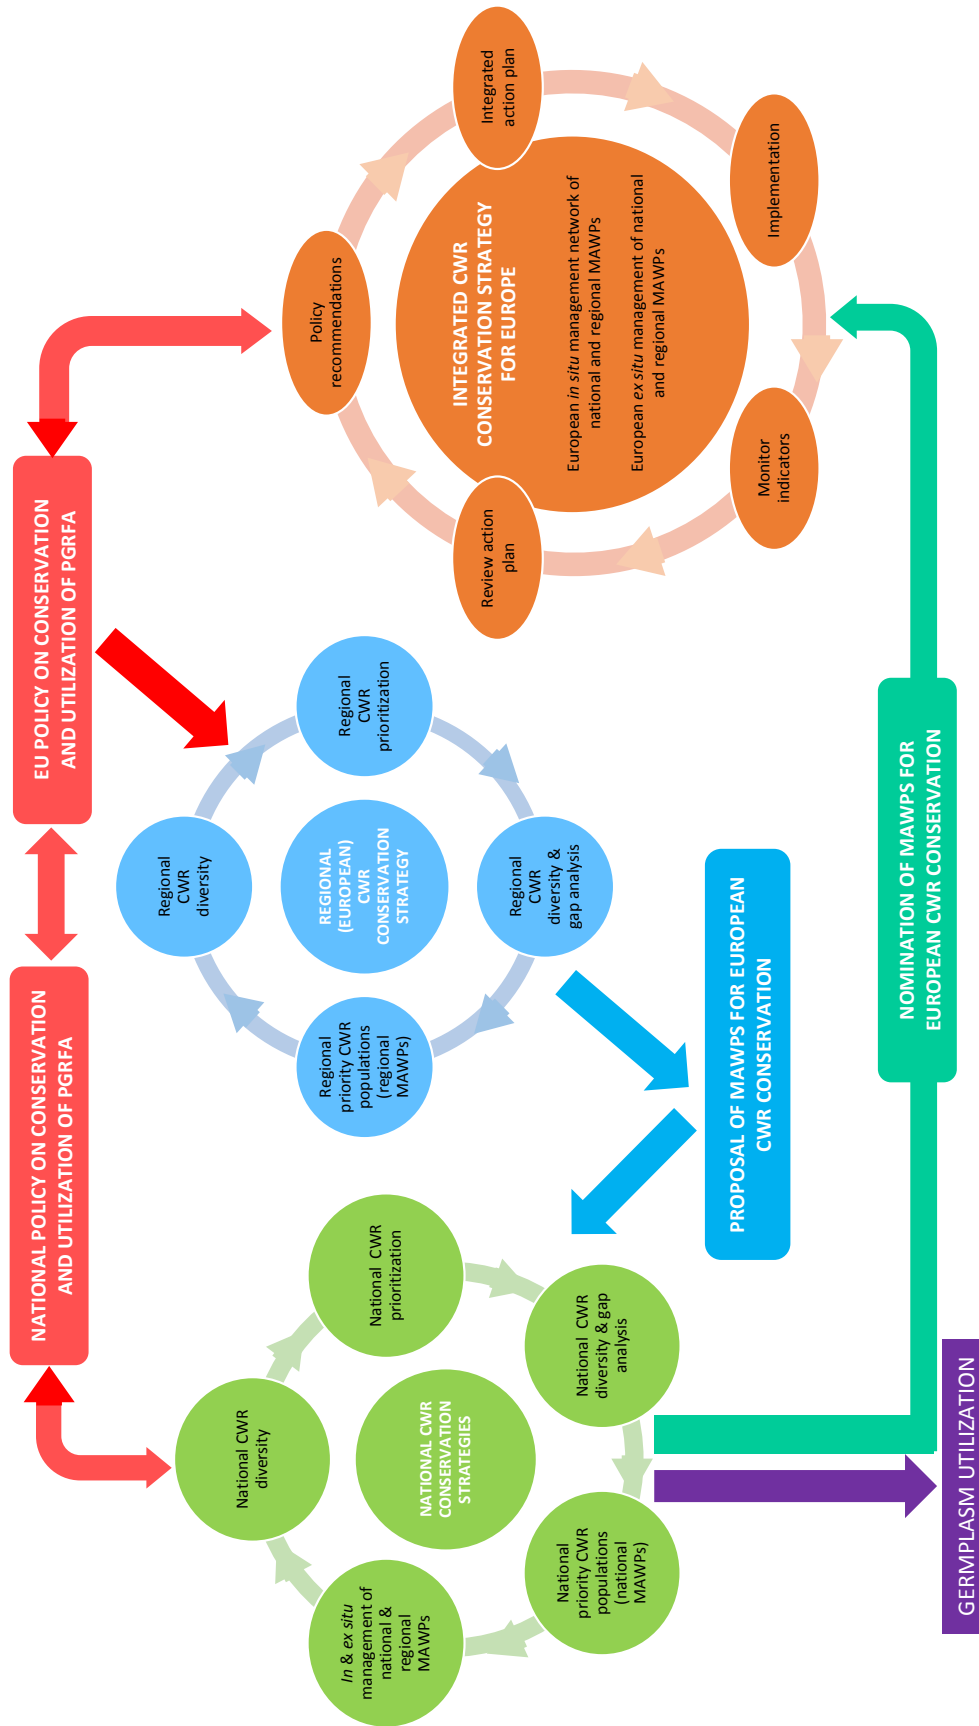 NATIONAL POLICY ON CONSERVATION
AND UTILIZATION OF PGRFA
EU POLICY ON CONSERVATION
AND UTILIZATION OF PGRFA
National CWR
diversity
National CWR
prioritization
National CWR
diversity & gap
analysis
National
priority CWR
populations
(national
MAWPs)
In & ex situ
management of
national &
regional
MAWPs
NATIONAL CWR
CONSERVATION
STRATEGIES
Regional
CWR
diversity
Regional
CWR
prioritization
Regional
CWR
diversity &
gap analysis
Regional
priority CWR
populations
(regional
MAWPs)
REGIONAL
(EUROPEAN)
CWR
CONSERVATION
STRATEGY
Policy
recommendations
Integrated
action plan
Implementation
Monitor
indicators
Review action
plan
INTEGRATED CWR
CONSERVATION STRATEGY
FOR EUROPE
European in situ management network of
national and regional MAWPs
European ex situ management of national
and regional MAWPs
PROPOSAL OF MAWPS FOR EUROPEAN
CWR CONSERVATION
NOMINATION OF MAWPS FOR
EUROPEAN CWR CONSERVATION
GERMPLASM UTILIZATION